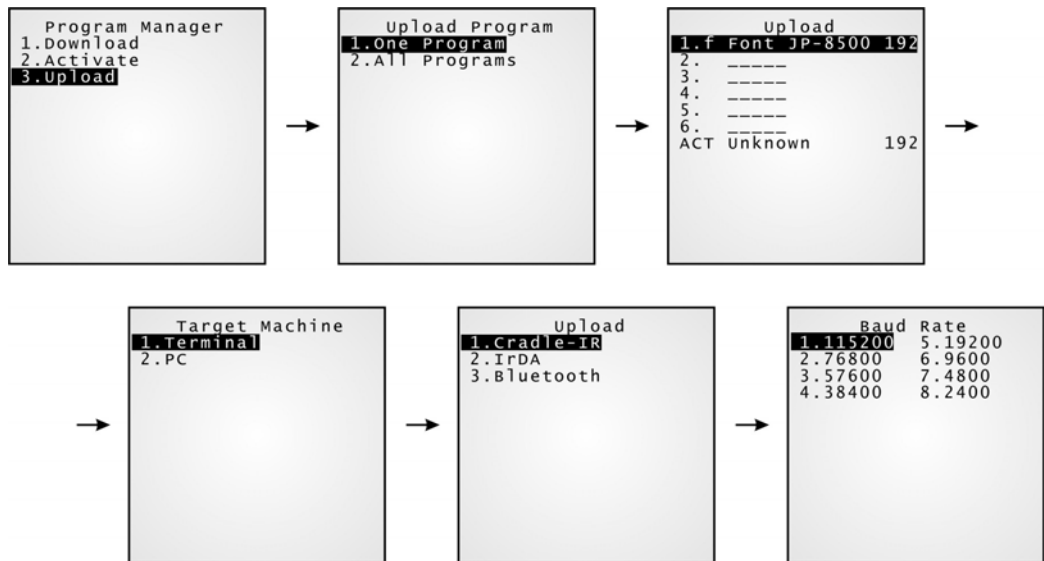 Program Manager
1.Download
2.Activate
3.Upload
Upload Program
1.One Program
2.All Programs
Upload
1.f Font JP-8500 192
2. _____
3. _____
4. _____
5. _____
6. _____
ACT Unknown 192
Target Machine
1.Terminal
2.PC
Upload
1.Cradle-IR
2.IrDA
3.Bluetooth
Baud Rate
1.115200 5.19200
2.76800 6.9600
3.57600 7.4800
4.38400 8.2400